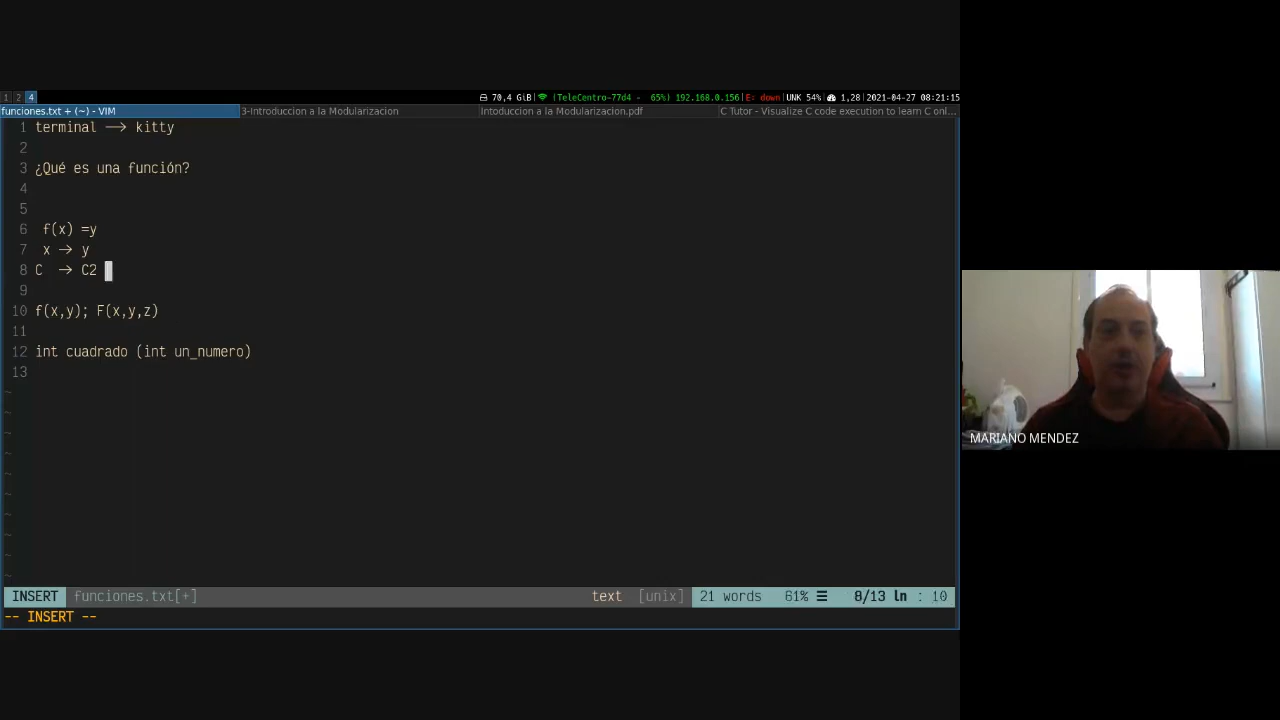 1 2 4
70,4 GiB| (TeleCentro-77d4 - 65%) 192.168.0.156|E: down|UNK 54%| 1,28|2021-04-27 08:21:15
funciones.txt + (~) - VIM
3-Introduccion a la Modularizacion
Intoduccion a la Modularizacion.pdf
C Tutor - Visualize C code execution to learn C onl...
1 terminal —> kitty
2
3 ¿Qué es una función?
4
5
6 f(x) =y
7 x -> y
8 C -> C2
9
10 f(x,y); F(x,y,z)
11
12 int cuadrado (int un_numero)
13
~
~
~
~
~
~
~
~
~
~
INSERT funciones.txt[+] text [unix] 21 words 61% ☰ 8/13 ln : 10
-- INSERT --
MARIANO MENDEZ